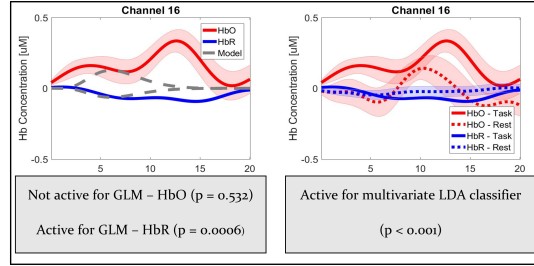 Channel 16
Hb Concentration [uM]
0.5
0
-0.5
5
10
15
20
HbO
HbR
Model
Channel 16
Hb Concentration [uM]
0.5
0
-0.5
5
10
15
20
HbO - Task
HbO - Rest
HbR - Task
HbR - Rest
Not active for GLM – HbO (p = 0.532)
Active for GLM – HbR (p = 0.0006)
Active for multivariate LDA classifier
(p < 0.001)